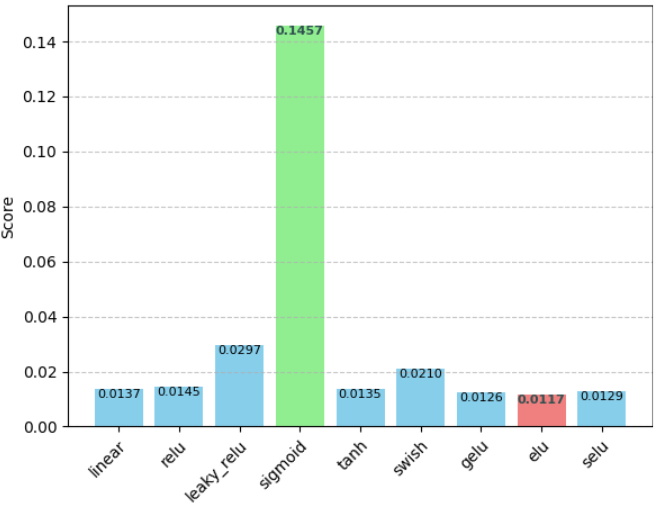 Score
0.14
0.12
0.10
0.08
0.06
0.04
0.02
0.00
0.0137
0.0145
0.0297
0.1457
0.0135
0.0210
0.0126
0.0117
0.0129
linear
relu
leaky_relu
sigmoid
tanh
swish
gelu
elu
selu